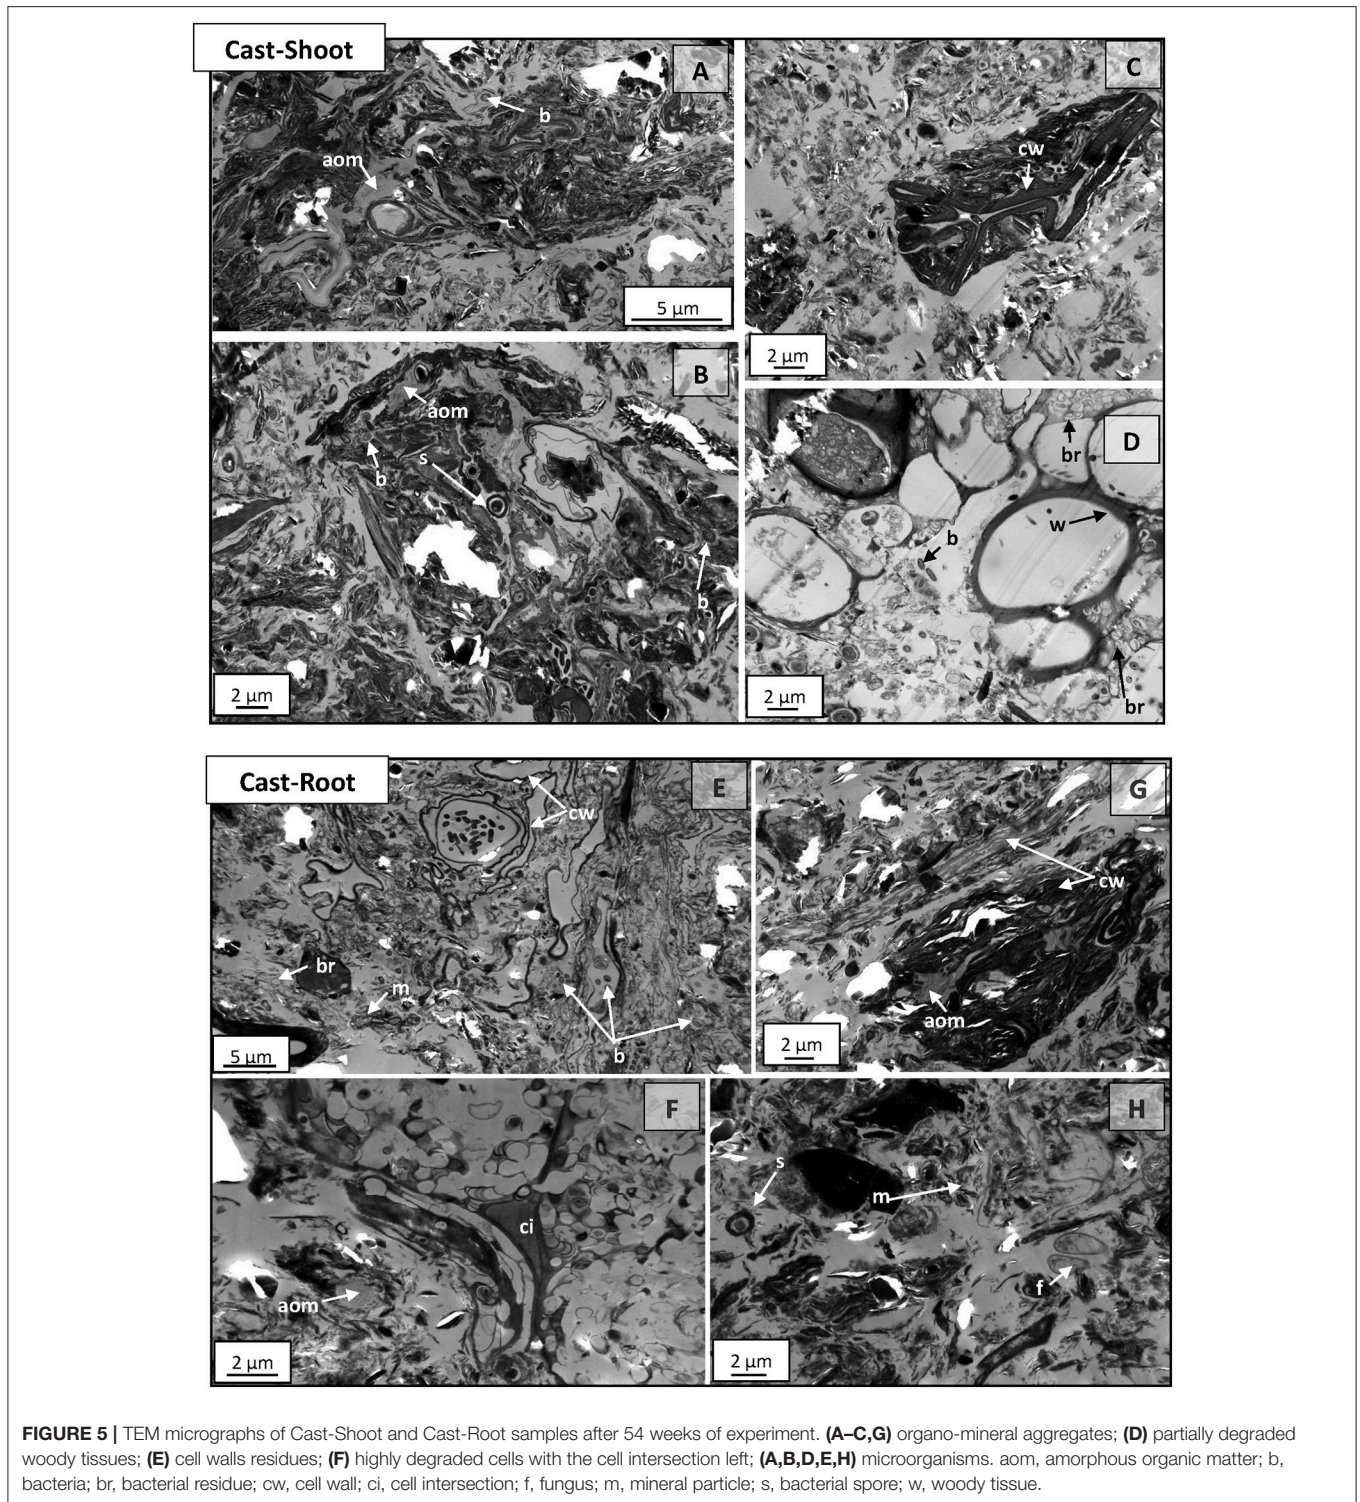 Cast-Shoot
A
b
aom
5 µm
B
aom
b
s
b
2 µm
C
cw
2 µm
D
br
w
b
br
2 µm
Cast-Root
E
cw
br
m
b
5 µm
G
cw
aom
2 µm
F
ci
aom
2 µm
H
s
m
f
2 µm
FIGURE 5 | TEM micrographs of Cast-Shoot and Cast-Root samples after 54 weeks of experiment. (A–C,G) organo-mineral aggregates; (D) partially degraded
woody tissues; (E) cell walls residues; (F) highly degraded cells with the cell intersection left; (A,B,D,E,H) microorganisms. aom, amorphous organic matter; b,
bacteria; br, bacterial residue; cw, cell wall; ci, cell intersection; f, fungus; m, mineral particle; s, bacterial spore; w, woody tissue.